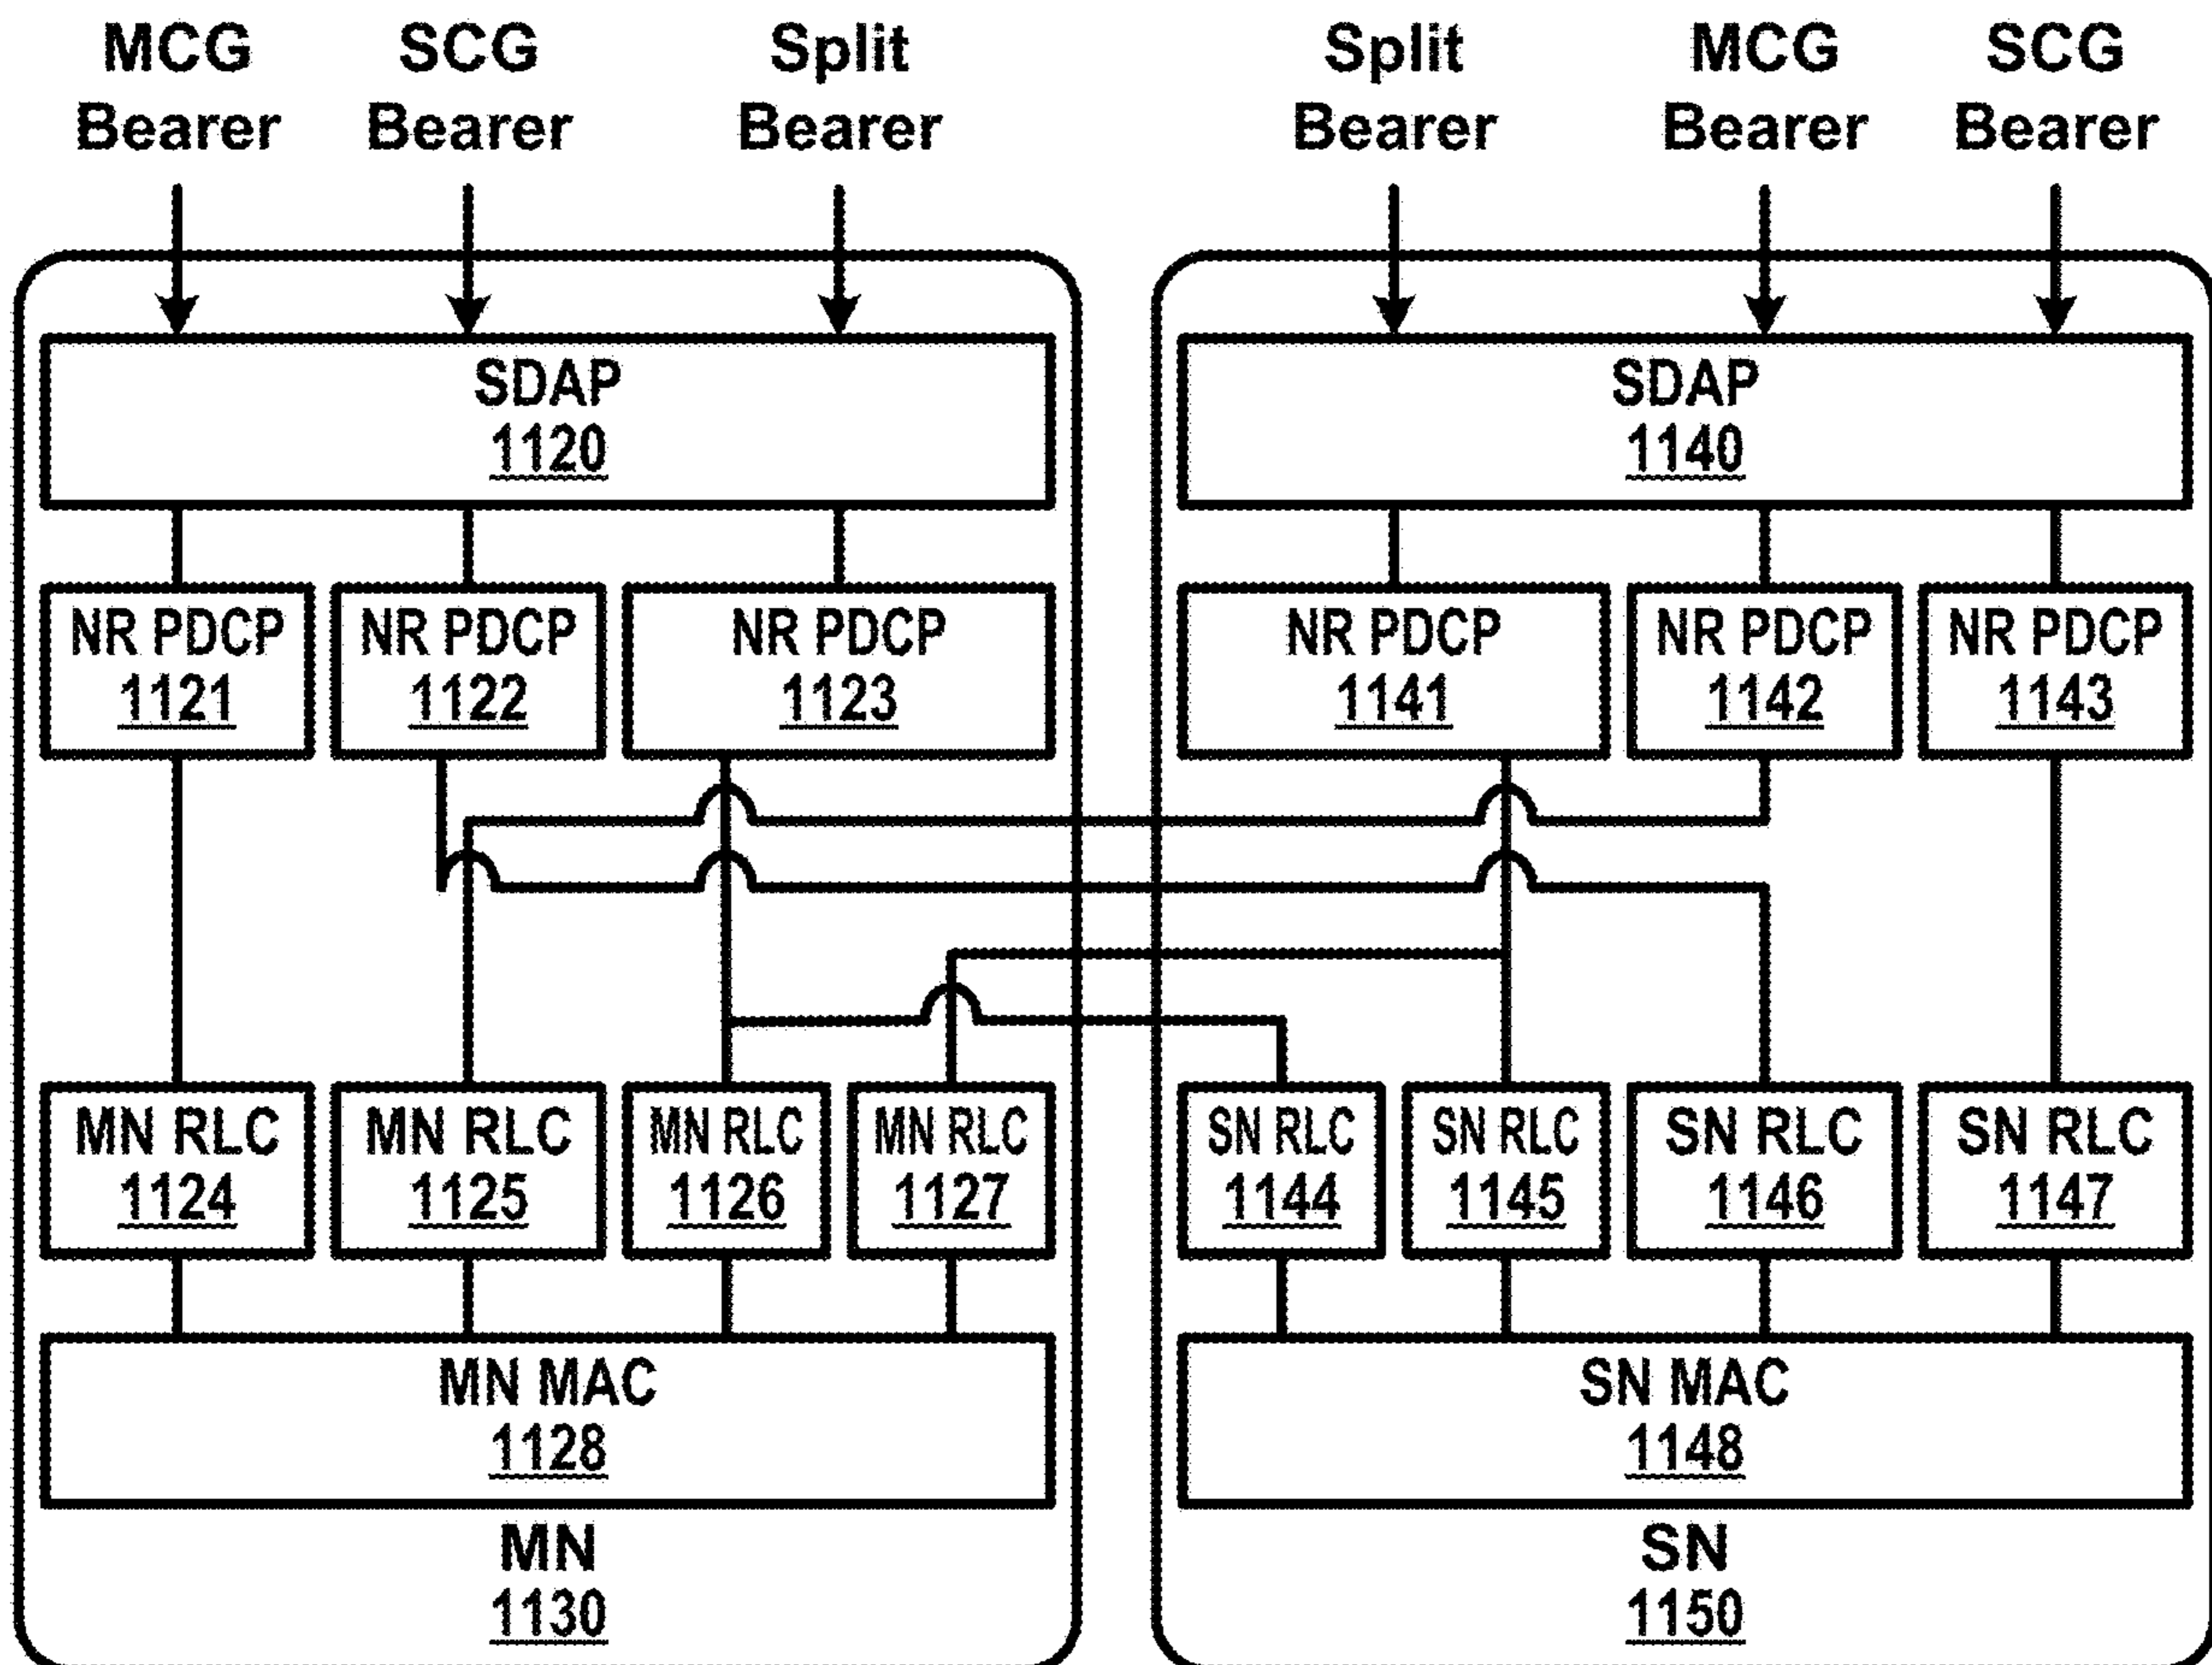 MCG Bearer
SCG Bearer
Split Bearer
Split Bearer
MCG Bearer
SCG Bearer
SDAP
1120
SDAP
1140
NR PDCP
1121
NR PDCP
1122
NR PDCP
1123
NR PDCP
1141
NR PDCP
1142
NR PDCP
1143
MN RLC
1124
MN RLC
1125
MN RLC
1126
MN RLC
1127
SN RLC
1144
SN RLC
1145
SN RLC
1146
SN RLC
1147
MN MAC
1128
SN MAC
1148
MN
1130
SN
1150